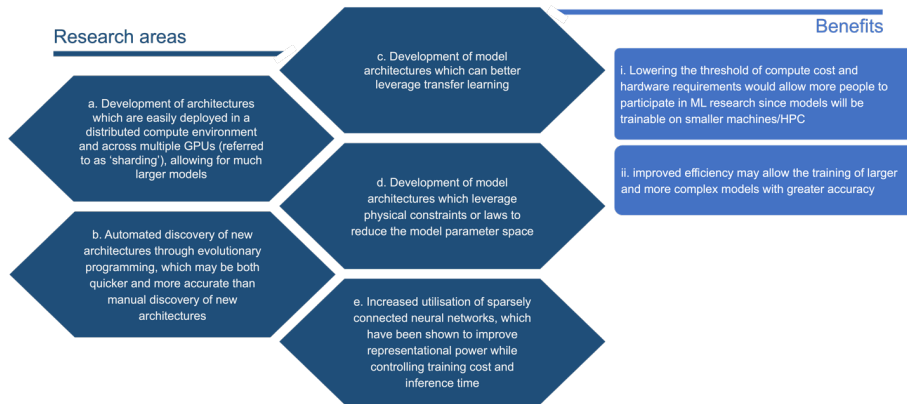 Research areas
a. Development of architectures
which are easily deployed in a
distributed compute environment
and across multiple GPUs (referred
to as ‘sharding’), allowing for much
larger models
b. Automated discovery of new
architectures through evolutionary
programming, which may be both
quicker and more accurate than
manual discovery of new
architectures
c. Development of model
architectures which can better
leverage transfer learning
d. Development of model
architectures which leverage
physical constraints or laws to
reduce the model parameter space
e. Increased utilisation of sparsely
connected neural networks, which
have been shown to improve
representational power while
controlling training cost and
inference time
Benefits
i. Lowering the threshold of compute cost and
hardware requirements would allow more people to
participate in ML research since models will be
trainable on smaller machines/HPC
ii. improved efficiency may allow the training of larger
and more complex models with greater accuracy